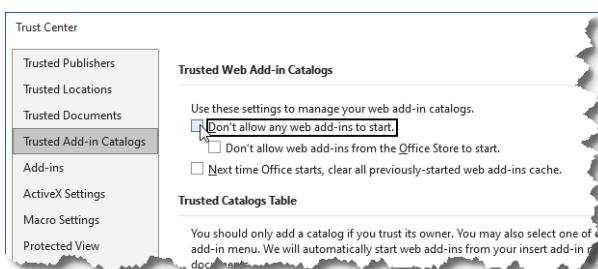 Trust Center
Trusted Publishers
Trusted Locations
Trusted Documents
Trusted Add-in Catalogs
Add-ins
ActiveX Settings
Macro Settings
Protected View
Trusted Web Add-in Catalogs
Use these settings to manage your web add-in catalogs.
Don't allow any web add-ins to start.
Don't allow web add-ins from the Office Store to start.
Next time Office starts, clear all previously-started web add-ins cache.
Trusted Catalogs Table
You should only add a catalog if you trust its owner. You may also select one of
add-in menu. We will automatically start web add-ins from your insert add-in